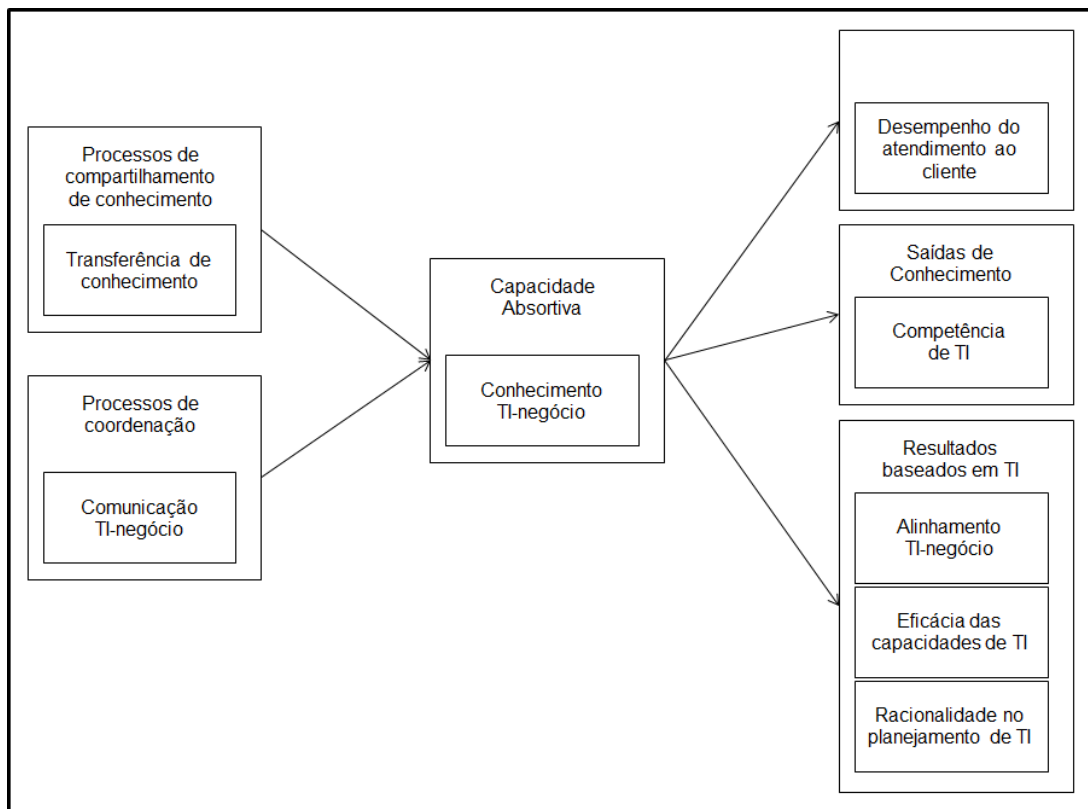 Processos de
compartilhamento
de conhecimento
Transferência de
conhecimento
Processos de
coordenação
Comunicação
TI-negócio
Capacidade
Absortiva
Conhecimento
TI-negócio
Desempenho do
atendimento ao
cliente
Saídas de
Conhecimento
Competência
de TI
Resultados
baseados em TI
Alinhamento
TI-negócio
Eficácia das
capacidades de TI
Racionalidade no
planejamento de TI